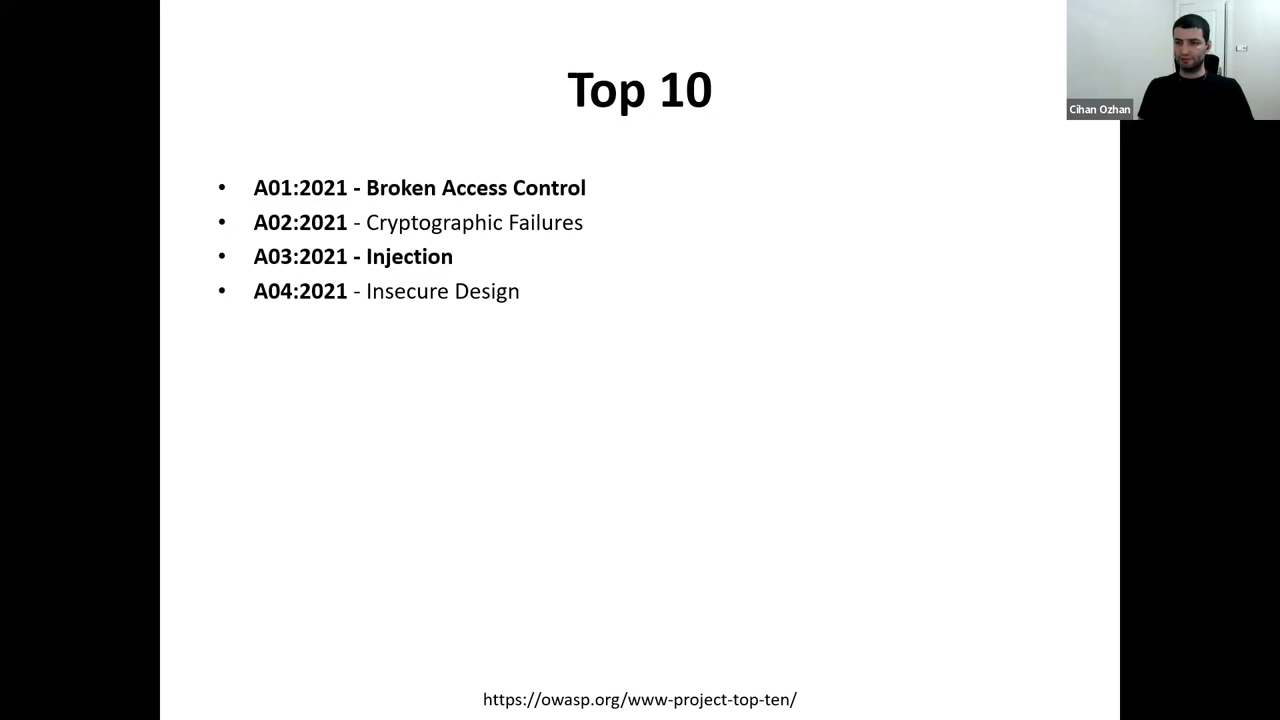 Top 10
Cihan Ozhan
• A01:2021 - Broken Access Control
• A02:2021 - Cryptographic Failures
• A03:2021 - Injection
• A04:2021 - Insecure Design
https://owasp.org/www-project-top-ten/